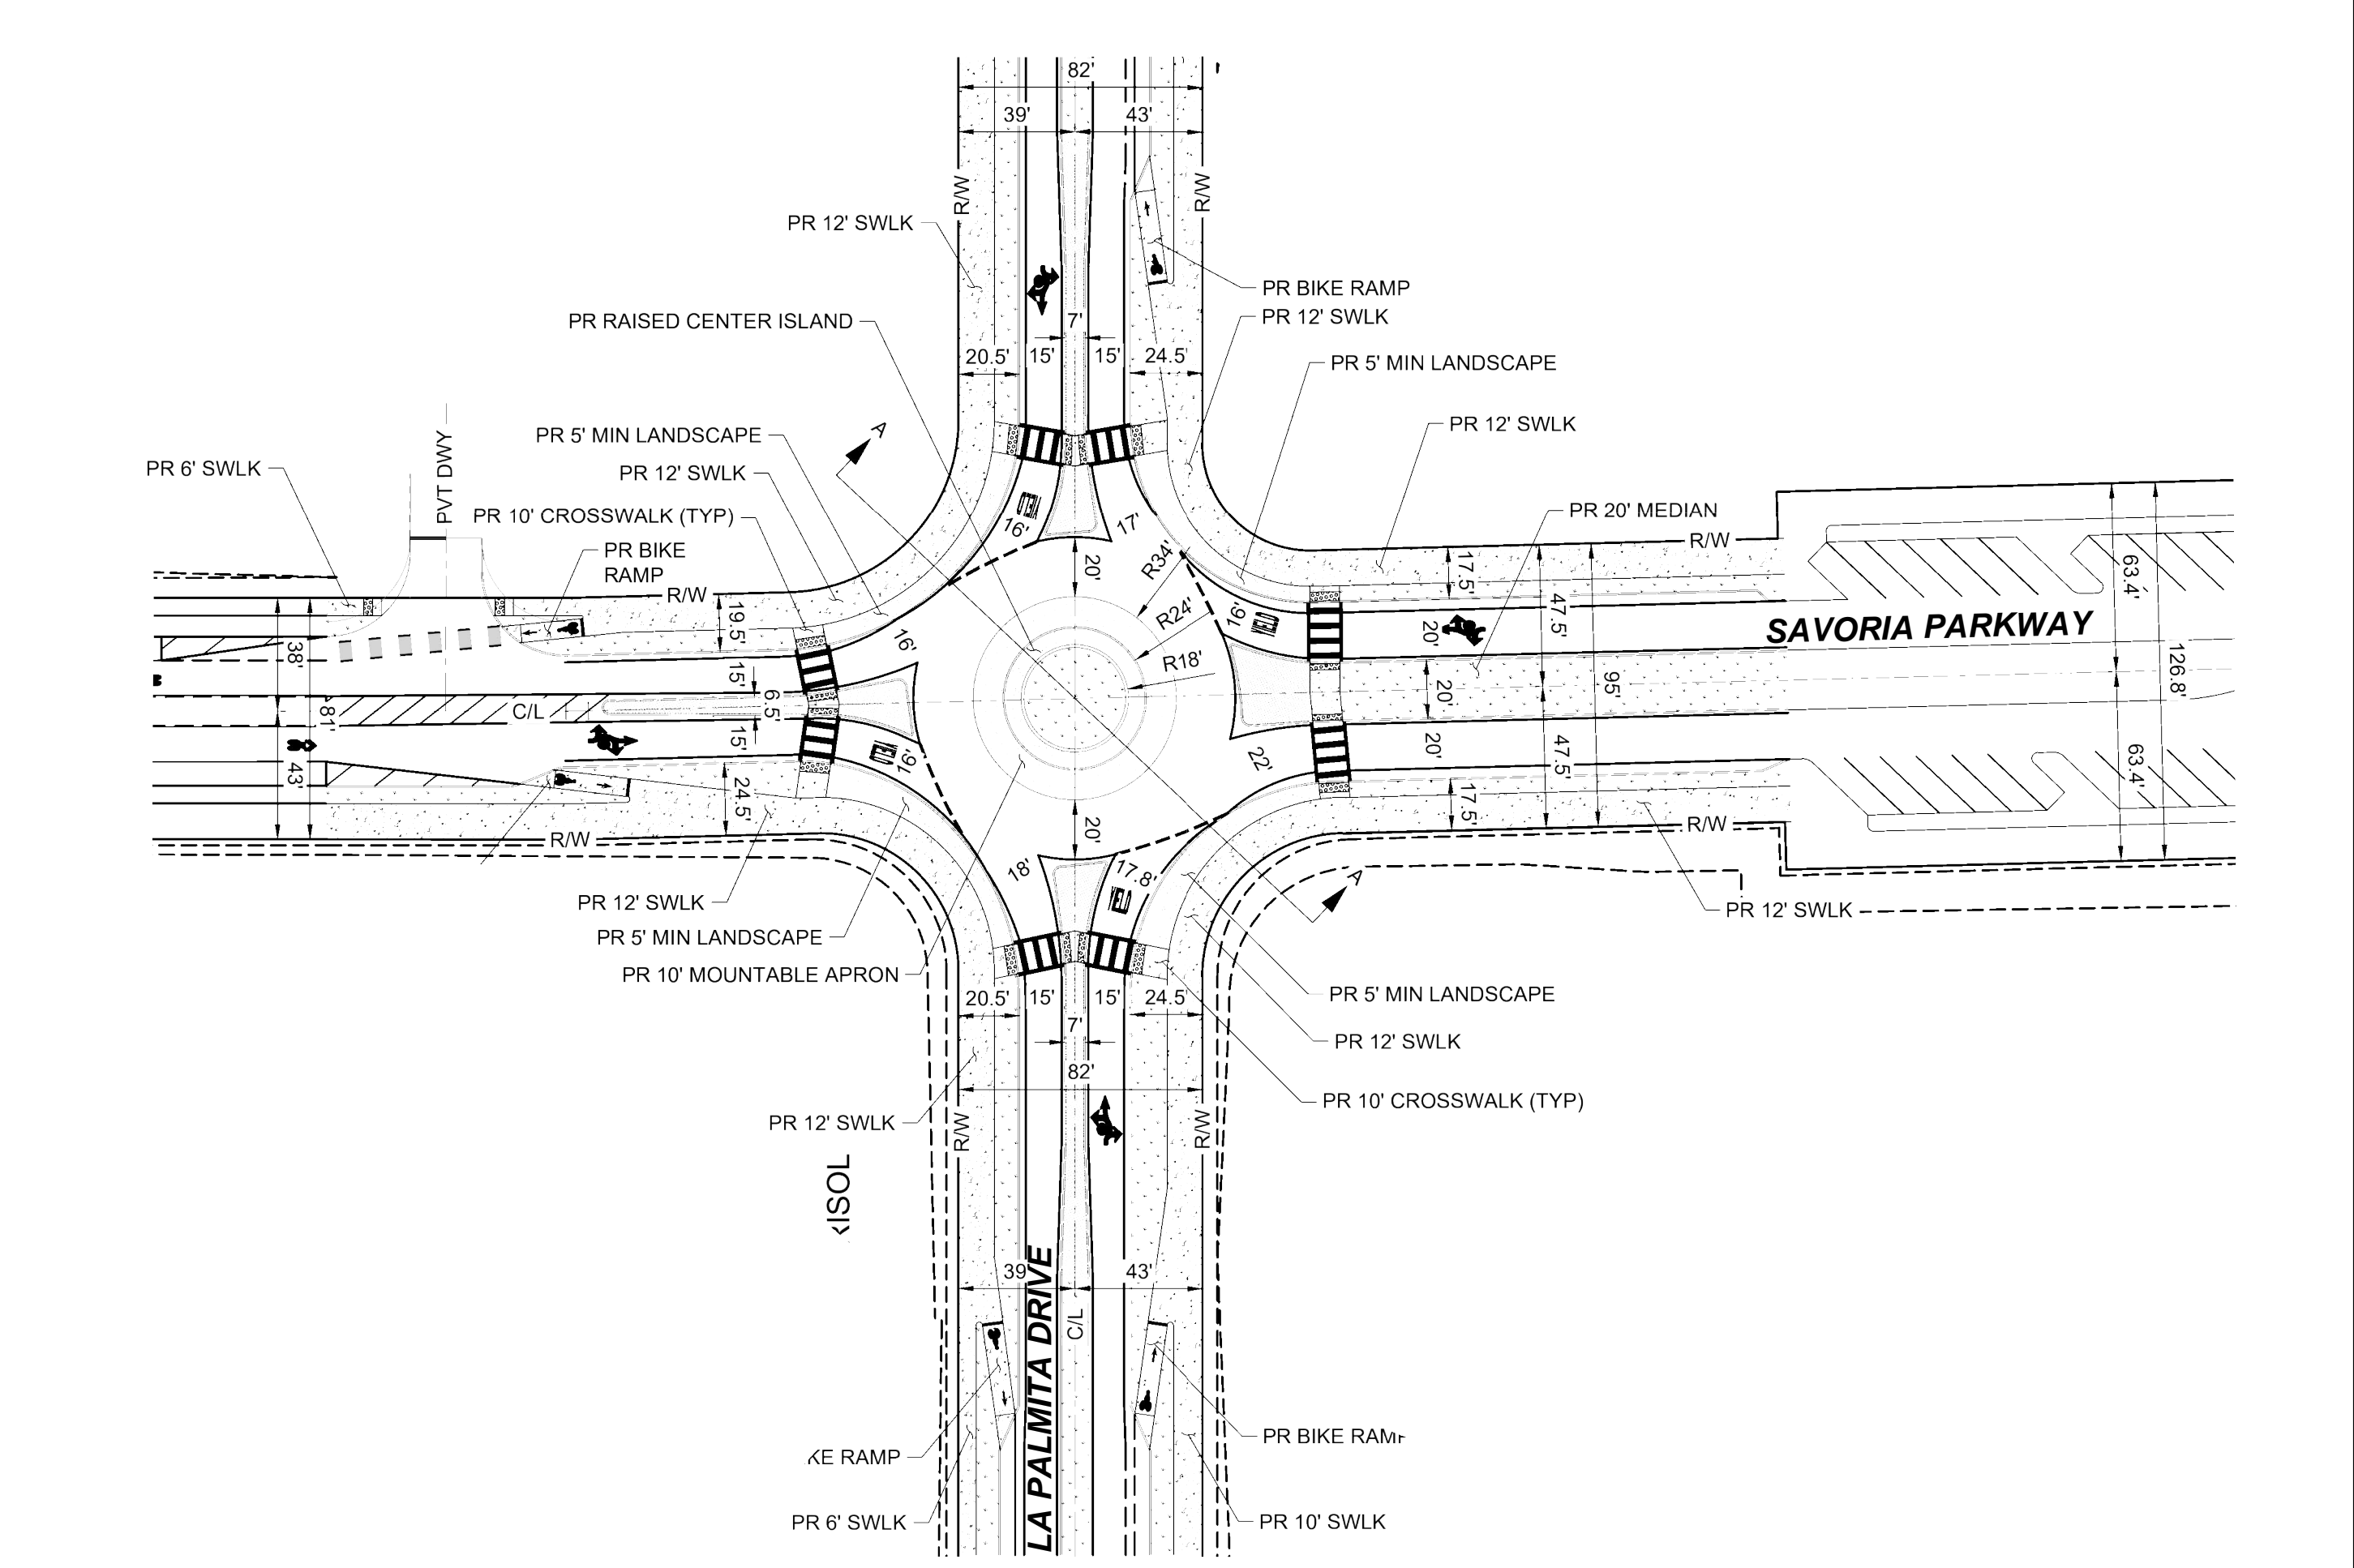 82'
39'
43'
R/W
R/W
PR 12' SWLK
PR BIKE RAMP
PR 12' SWLK
PR RAISED CENTER ISLAND
7'
20.5'
15'
15'
24.5'
PR 5' MIN LANDSCAPE
PR 12' SWLK
PR 5' MIN LANDSCAPE
A
PR 6' SWLK
PVT DWY
PR 12' SWLK
PR 10' CROSSWALK (TYP)
PR 20' MEDIAN
PR BIKE
RAMP
YIELD
16'
17'
R/W
R/W
20'
R34'
R24'
R18'
17.5'
19.5'
16'
16'
YIELD
47.5'
63.4'
SAVORIA PARKWAY
38'
15'
20'
20'
95'
126.8'
6.5'
C/L
81'
15'
43'
YIELD
16'
22'
20'
47.5'
63.4'
24.5'
17.5'
20'
R/W
R/W
18'
17.8'
YIELD
A
PR 12' SWLK
PR 12' SWLK
PR 5' MIN LANDSCAPE
PR 10' MOUNTABLE APRON
20.5'
15'
15'
24.5'
PR 5' MIN LANDSCAPE
7'
PR 12' SWLK
82'
PR 10' CROSSWALK (TYP)
PR 12' SWLK
R/W
R/W
ISOL
39
43'
C/L
LA PALMITA DRIVE
PR BIKE RAM
KE RAMP
PR 6' SWLK
PR 10' SWLK